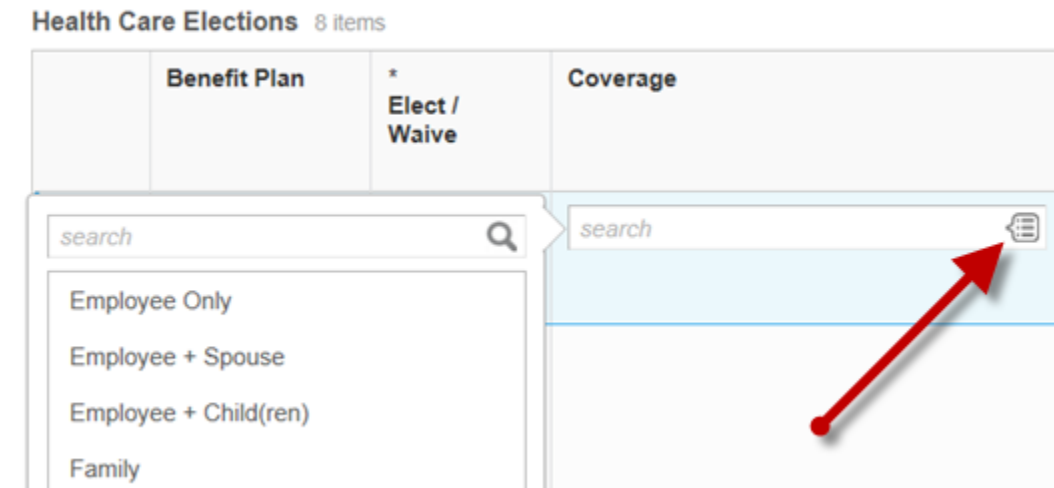 Health Care Elections 8 items
Benefit Plan
*
Elect /
Waive
Coverage
search
search
Employee Only
Employee + Spouse
Employee + Child(ren)
Family